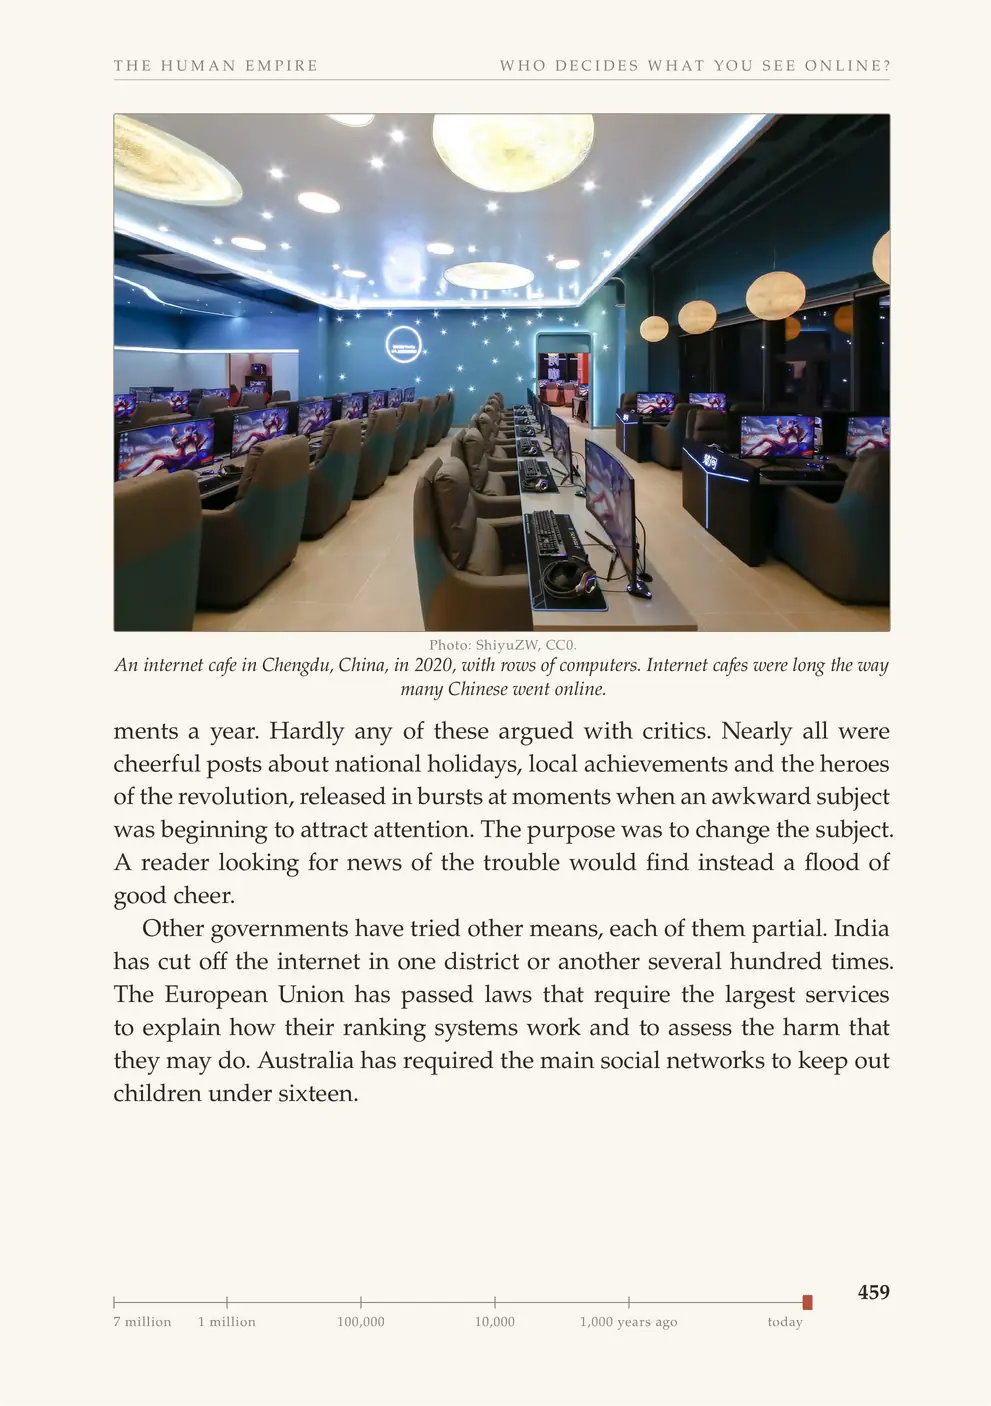 THE HUMAN EMPIRE
WHO DECIDES WHAT YOU SEE ONLINE?
Photo: ShiyuZW, CC0.
An internet cafe in Chengdu, China, in 2020, with rows of computers. Internet cafes were long the way
many Chinese went online.
ments a year. Hardly any of these argued with critics. Nearly all were
cheerful posts about national holidays, local achievements and the heroes
of the revolution, released in bursts at moments when an awkward subject
was beginning to attract attention. The purpose was to change the subject.
A reader looking for news of the trouble would find instead a flood of
good cheer.
Other governments have tried other means, each of them partial. India
has cut off the internet in one district or another several hundred times.
The European Union has passed laws that require the largest services
to explain how their ranking systems work and to assess the harm that
they may do. Australia has required the main social networks to keep out
children under sixteen.
459
7 million
1 million
100,000
10,000
1,000 years ago
today